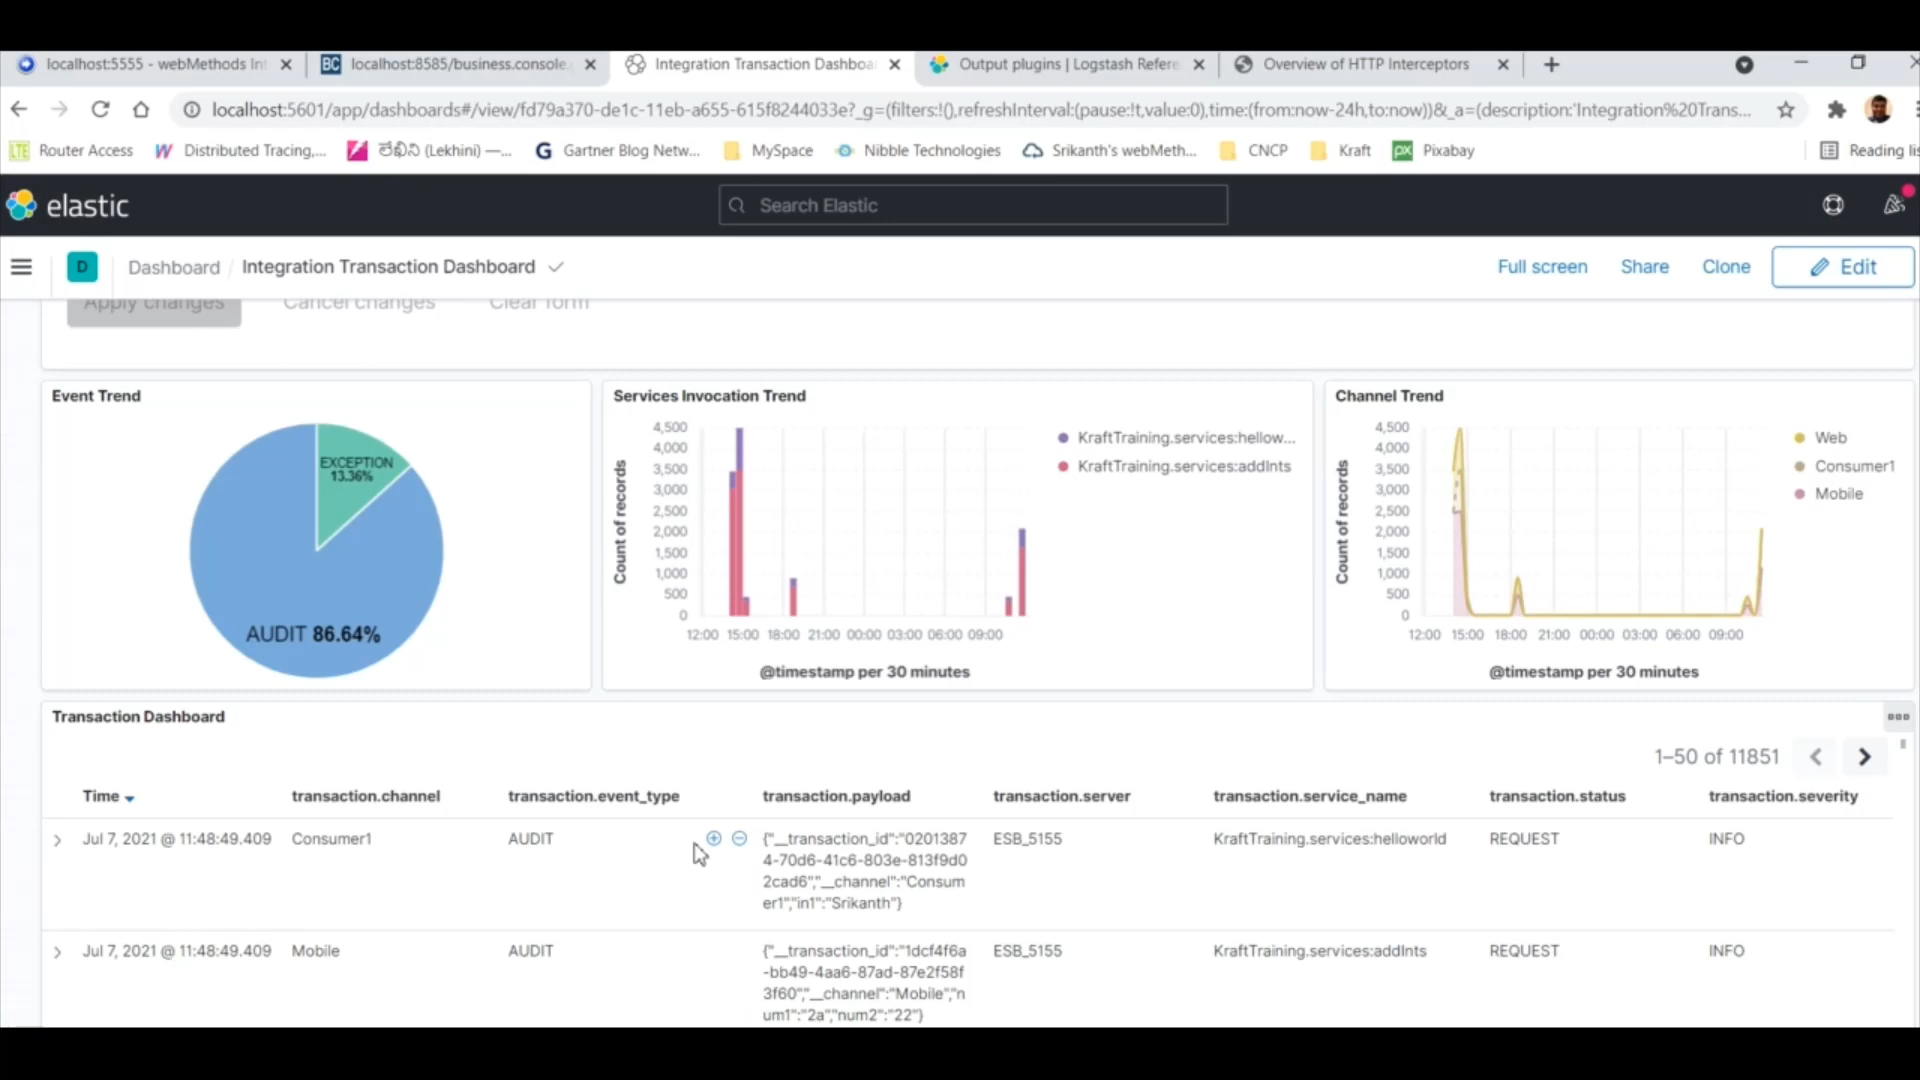 localhost:5555 - webMethods Int
BC localhost:8585/business.console.
Integration Transaction Dashboa
Output plugins | Logstash Refere
Overview of HTTP Interceptors
localhost:5601/app/dashboards#/view/fd79a370-de1c-11eb-a655-615f8244033e?_g=(filters:!(),refreshInterval:(pause:!t,value:0),time:(from:now-24h,to:now))&_a=(description:'Integration%20Trans...
LTE Router Access
Distributed Tracing,...
లేఖిని (Lekhini) —...
G Gartner Blog Netw...
MySpace
Nibble Technologies
Srikanth's webMeth...
CNCP
Kraft
px Pixabay
Reading lis
elastic
Search Elastic
D Dashboard / Integration Transaction Dashboard
Full screen
Share
Clone
Edit
Apply changes
Cancel changes
Clear form
Event Trend
EXCEPTION
13.36%
AUDIT 86.64%
Services Invocation Trend
Count of records
4,500
4,000
3,500
3,000
2,500
2,000
1,500
1,000
500
0
12:00 15:00 18:00 21:00 00:00 03:00 06:00 09:00
@timestamp per 30 minutes
KraftTraining.services:hellow...
KraftTraining.services:addInts
Channel Trend
Count of records
4,500
4,000
3,500
3,000
2,500
2,000
1,500
1,000
500
0
12:00 15:00 18:00 21:00 00:00 03:00 06:00 09:00
@timestamp per 30 minutes
Web
Consumer1
Mobile
Transaction Dashboard
1–50 of 11851
Time transaction.channel transaction.event_type transaction.payload transaction.server transaction.service_name transaction.status transaction.severity
Jul 7, 2021 @ 11:48:49.409 Consumer1 AUDIT {"__transaction_id":"0201387 ESB_5155 KraftTraining.services:helloworld REQUEST INFO
4-70d6-41c6-803e-813f9d0
2cad6""__channel":"Consum
er1","in1":"Srikanth"}
Jul 7, 2021 @ 11:48:49.409 Mobile AUDIT {"__transaction_id":"1dcf4f6a ESB_5155 KraftTraining.services:addInts REQUEST INFO
-bb49-4aa6-87ad-87e2f58f
3f60""__channel":"Mobile","n
um1":"2a","num2":"22"}